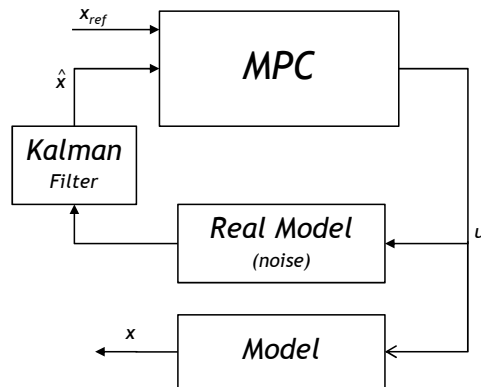 x_ref
MPC
x̂
Kalman
Filter
Real Model
(noise)
u
x
Model